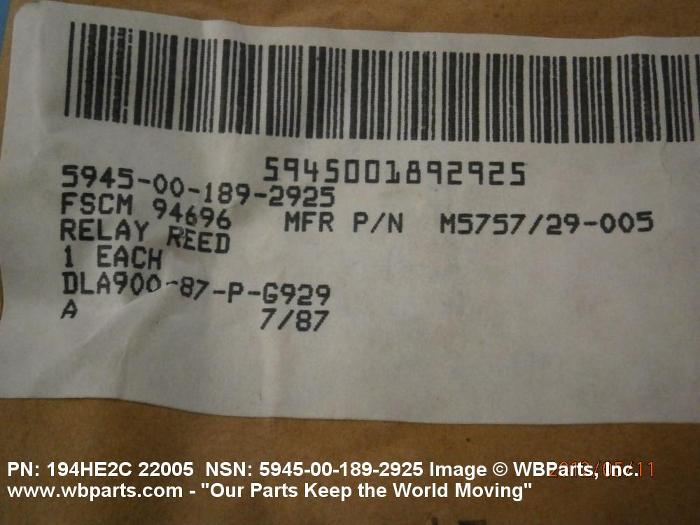 5945001892925
5945-00-189-2925
FSCM 94696 MFR P/N M5757/29-005
RELAY REED
1 EACH
DLA900-87-P-G929
A 7/87
PN: 194HE2C 22005 NSN: 5945-00-189-2925 Image © WBParts, Inc.
www.wbparts.com - "Our Parts Keep the World Moving"